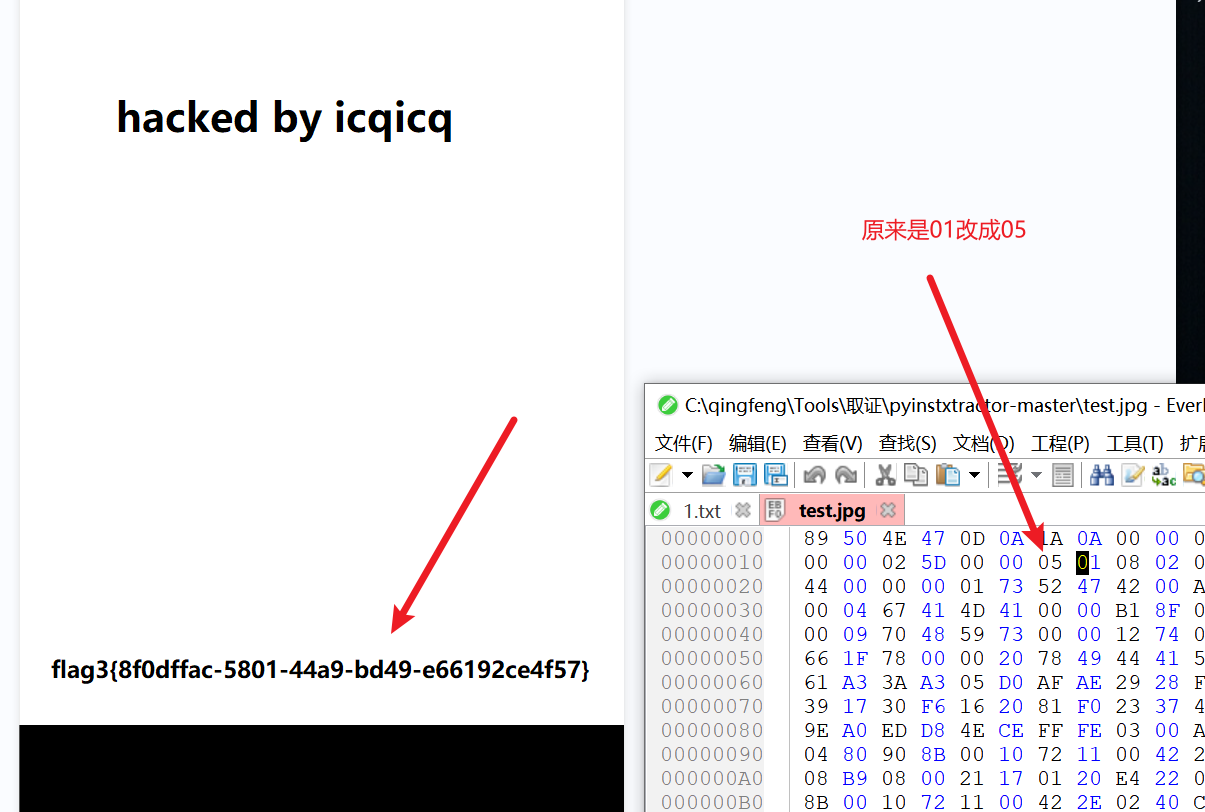 hacked by icqicq
原来是01改成05
flag3{8f0dffac-5801-44a9-bd49-e66192ce4f57}
C:\qingfeng\Tools\取证\pyinstxtractor-master\test.jpg - Ever
文件(F) 编辑(E) 查看(V) 查找(S) 文档(D) 工程(P) 工具(T) 扩展
1.txt test.jpg
00000000 89 50 4E 47 0D 0A 1A 0A 00 00 0
00000010 00 00 02 5D 00 00 05 01 08 02 0
00000020 44 00 00 00 01 73 52 47 42 00 A
00000030 00 04 67 41 4D 41 00 00 B1 8F 0
00000040 00 09 70 48 59 73 00 00 12 74 0
00000050 66 1F 78 00 00 20 78 49 44 41 5
00000060 61 A3 3A A3 05 D0 AF AE 29 28 F
00000070 39 17 30 F6 16 20 81 F0 23 37 4
00000080 9E A0 ED D8 4E CE FF FE 03 00 A
00000090 04 80 90 8B 00 10 72 11 00 42 2
000000A0 08 B9 08 00 21 17 01 20 E4 22 0
000000B0 8B 00 10 72 11 00 42 2E 02 40 C